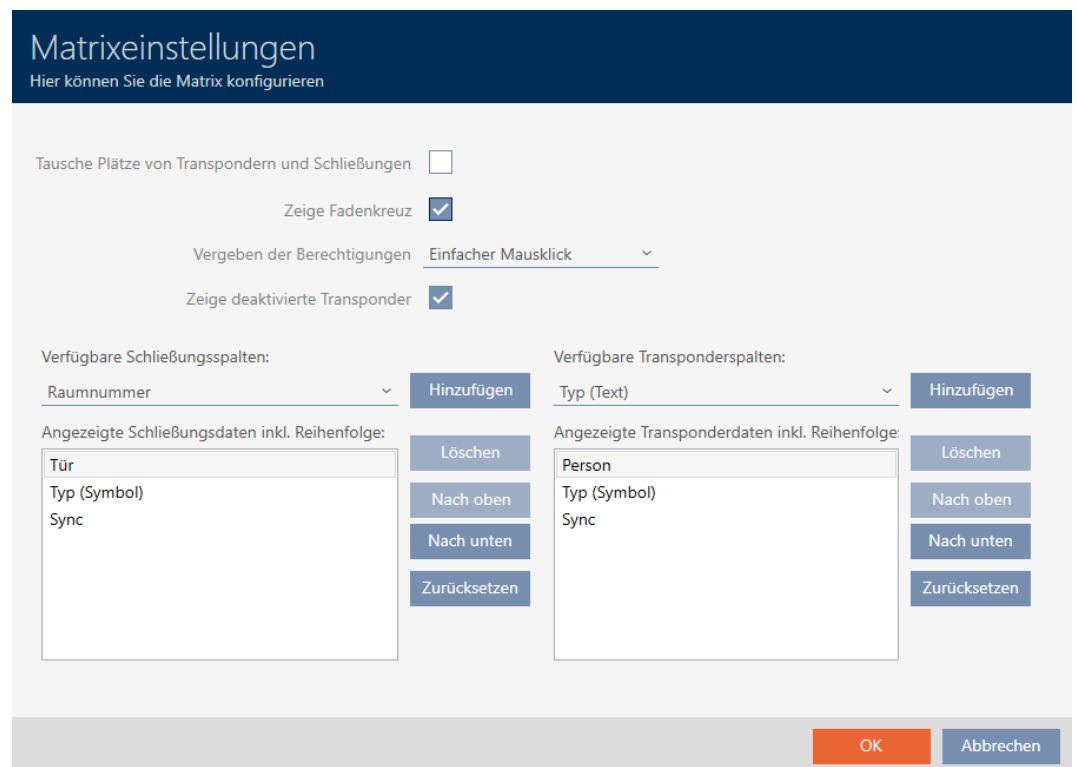 Matrixeinstellungen
Hier können Sie die Matrix konfigurieren
Tausche Plätze von Transpondern und Schließungen
Zeige Fadenkreuz
Vergeben der Berechtigungen Einfacher Mausklick
Zeige deaktivierte Transponder
Verfügbare Schließungsspalten:
Raumnummer
Hinzufügen
Angezeigte Schließungsdaten inkl. Reihenfolge:
Tür
Typ (Symbol)
Sync
Löschen
Nach oben
Nach unten
Zurücksetzen
Verfügbare Transponderspalten:
Typ (Text)
Hinzufügen
Angezeigte Transponderdaten inkl. Reihenfolge:
Person
Typ (Symbol)
Sync
Löschen
Nach oben
Nach unten
Zurücksetzen
OK
Abbrechen